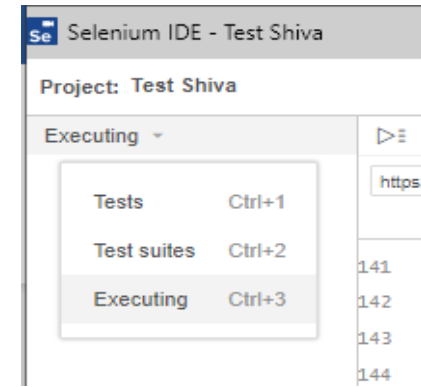 Se Selenium IDE - Test Shiva
Project: Test Shiva
Executing
https
Tests Ctrl+1
Test suites Ctrl+2
Executing Ctrl+3
141
142
143
144